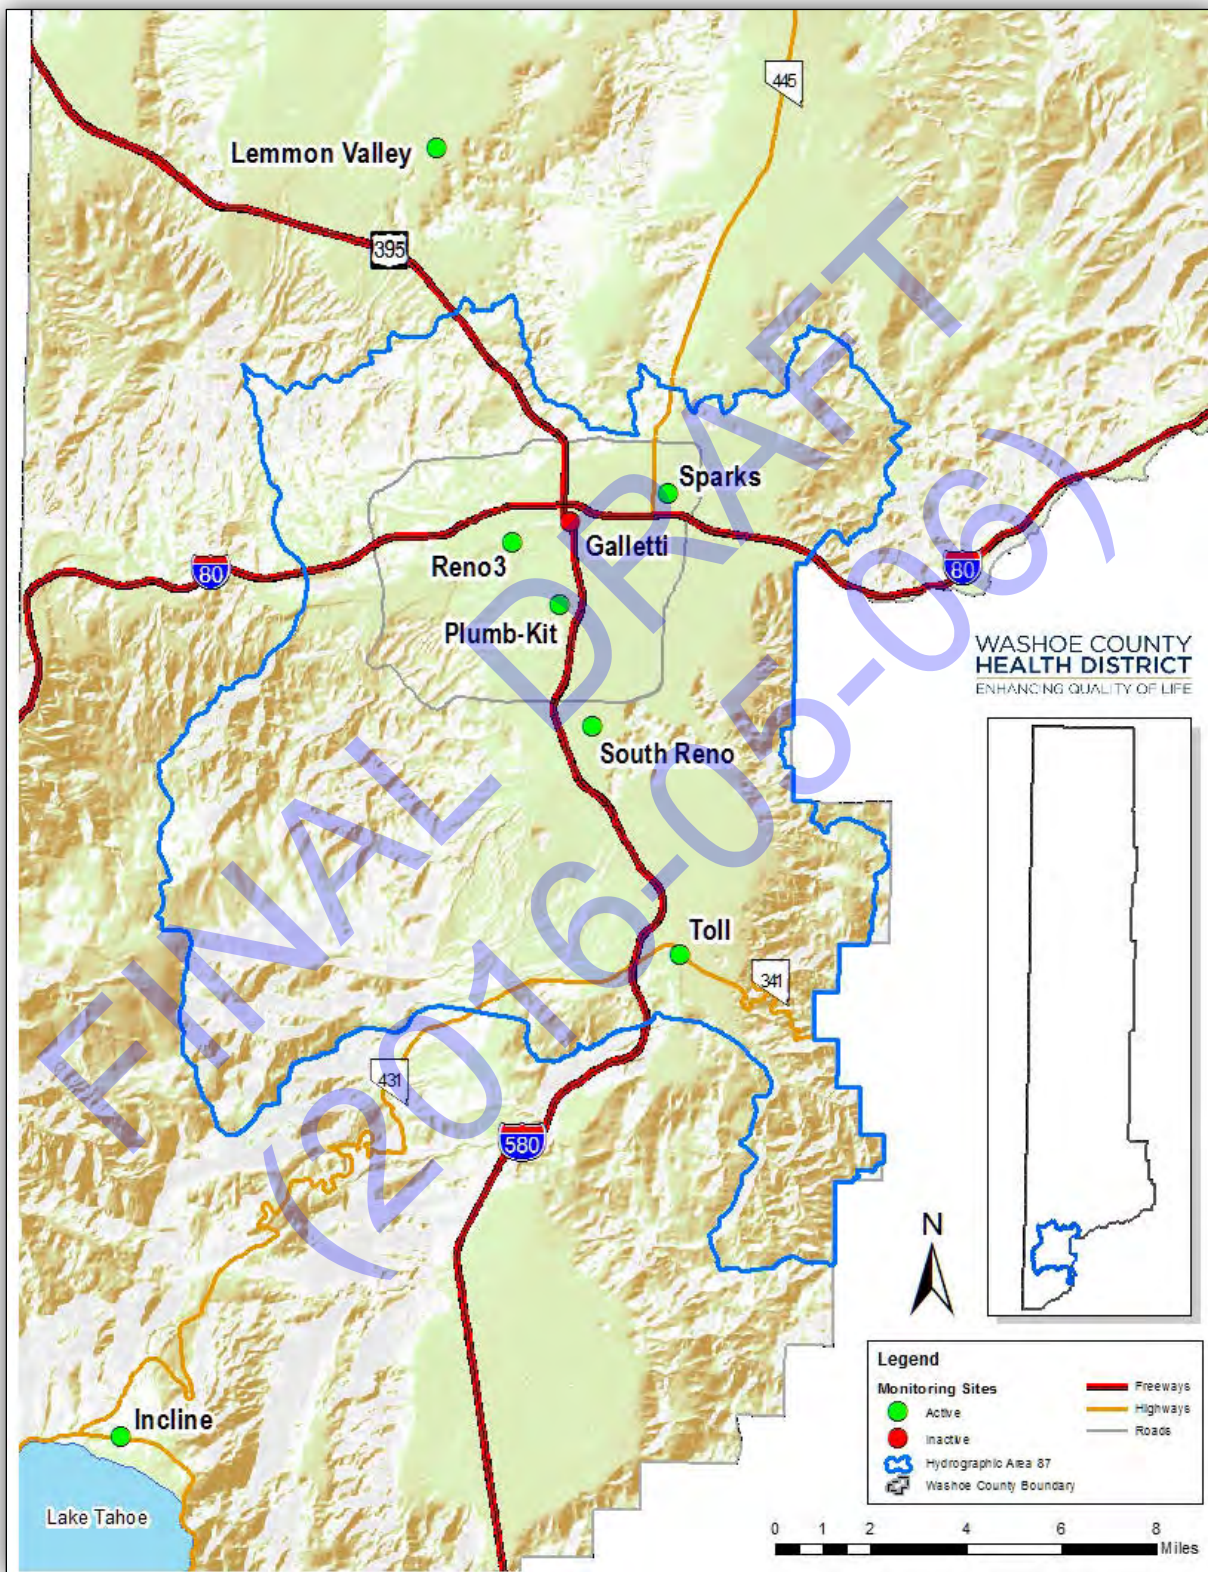 445
Lemmon Valley
395
Sparks
Galletti
Reno3
80
80
Plumb-Kit
WASHOE COUNTY
HEALTH DISTRICT
ENHANCING QUALITY OF LIFE
South Reno
Toll
341
431
580
N
Incline
Lake Tahoe
Legend
Monitoring Sites
Active
Inactive
Hydrographic Area 87
Washoe County Boundary
Freeways
Highways
Roads
0 1 2 4 6 8
Miles
FINAL DRAFT
(2016-05-06)